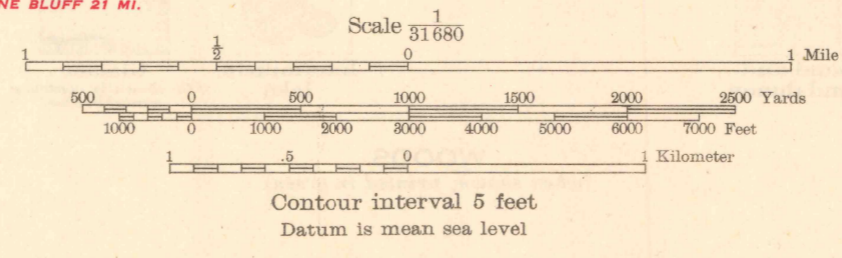 NE BLUFF 21 MI.
Scale 1/31680
1 1/2 0 1 Mile
500 0 500 1000 1500 2000 2500 Yards
1000 0 1000 2000 3000 4000 5000 6000 7000 Feet
1 .5 0 1 Kilometer
Contour interval 5 feet
Datum is mean sea level